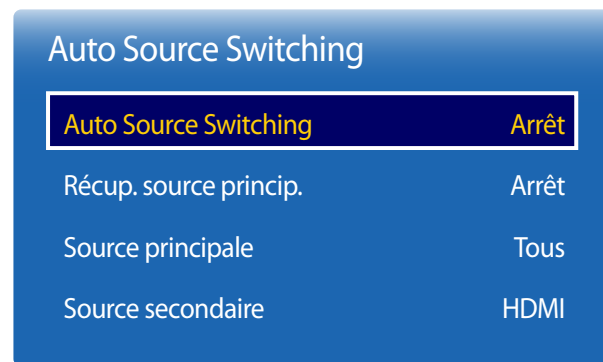 Auto Source Switching
Auto Source Switching Arrêt
Récup. source princip. Arrêt
Source principale Tous
Source secondaire HDMI